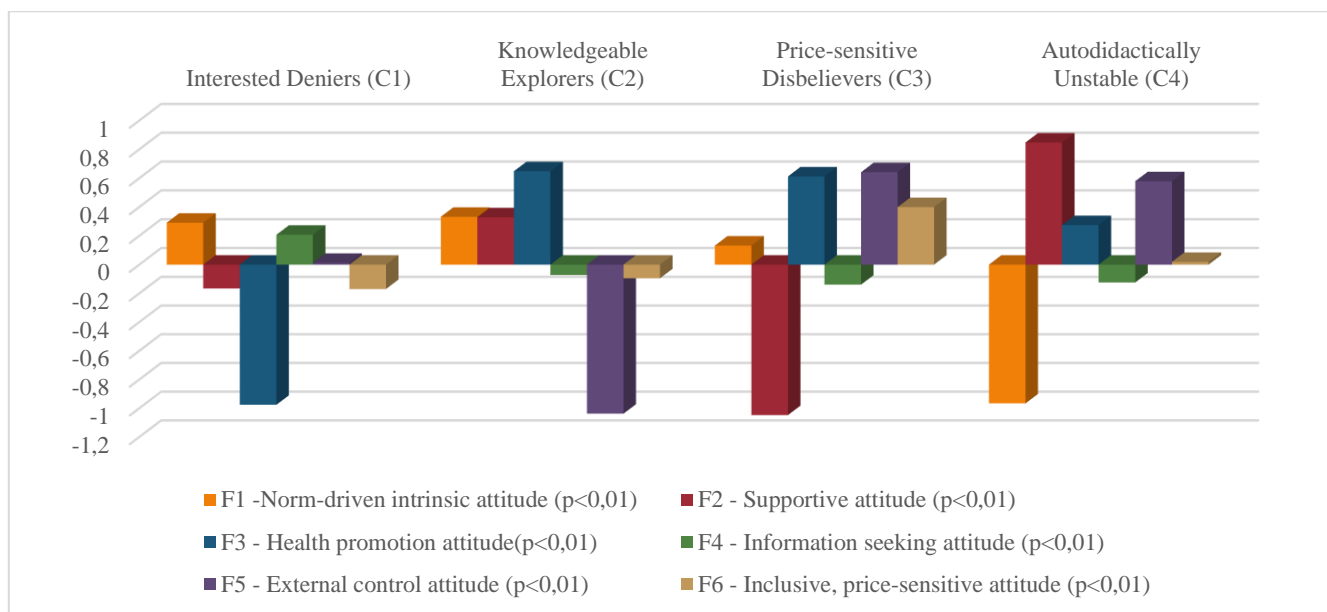 Interested Deniers (C1)
Knowledgeable
Explorers (C2)
Price-sensitive
Disbelievers (C3)
Autodidactically
Unstable (C4)
1
0,8
0,6
0,4
0,2
0
-0,2
-0,4
-0,6
-0,8
-1
-1,2
F1 -Norm-driven intrinsic attitude (p<0,01)
F2 - Supportive attitude (p<0,01)
F3 - Health promotion attitude(p<0,01)
F4 - Information seeking attitude (p<0,01)
F5 - External control attitude (p<0,01)
F6 - Inclusive, price-sensitive attitude (p<0,01)